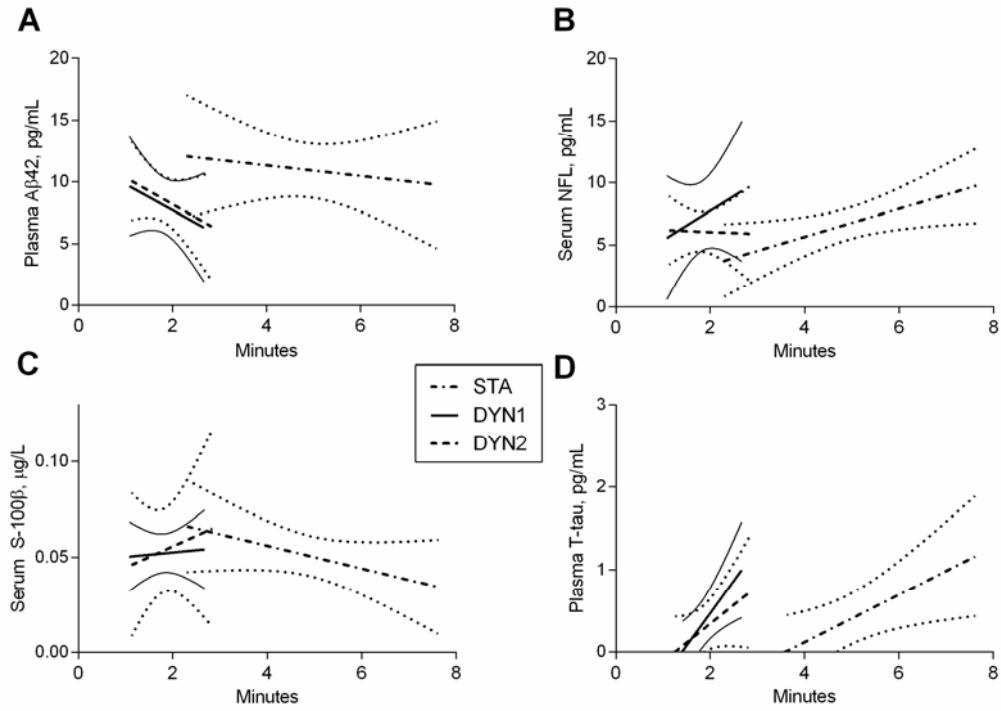 A
20
15
10
5
0
Plasma Aβ42, pg/mL
0 2 4 6 8
Minutes
B
20
15
10
5
0
Serum NFL, pg/mL
0 2 4 6 8
Minutes
C
0.10
0.05
0.00
Serum S-100β, µg/L
0 2 4 6 8
Minutes
STA
DYN1
DYN2
D
3
2
1
0
Plasma T-tau, pg/mL
0 2 4 6 8
Minutes